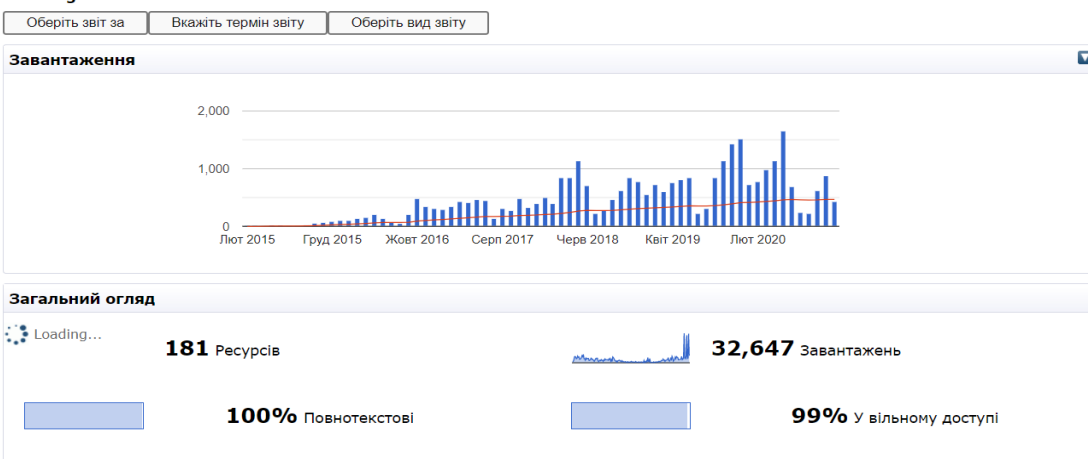 Оберіть звіт за Вкажіть термін звіту Оберіть вид звіту
Завантаження
2,000
1,000
0
Лют 2015 Груд 2015 Жовт 2016 Серп 2017 Черв 2018 Квіт 2019 Лют 2020
Загальний огляд
Loading...
181 Ресурсів 32,647 Завантажень
100% Повнотекстові 99% У вільному доступі